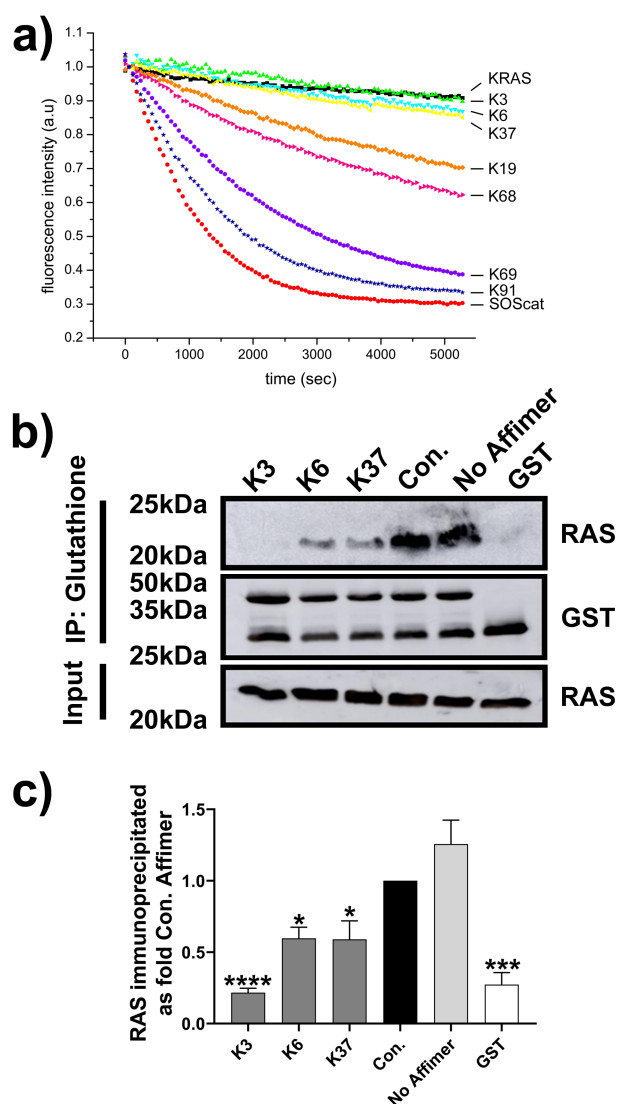 a)
1.1
1.0
0.9
0.8
0.7
0.6
0.5
0.4
0.3
0.2
fluorescence intensity (a.u)
0
1000
2000
3000
4000
5000
time (sec)
KRAS
K3
K6
K37
K19
K68
K69
K91
SOScat
b)
K3
K6
K37
Con.
No Affimer
GST
IP: Glutathione
Input
25kDa
20kDa
50kDa
35kDa
25kDa
20kDa
RAS
GST
RAS
c)
RAS immunoprecipitated
as fold Con. Affimer
1.5
1.0
0.5
0.0
****
*
*
***
K3
K6
K37
Con.
No Affimer
GST